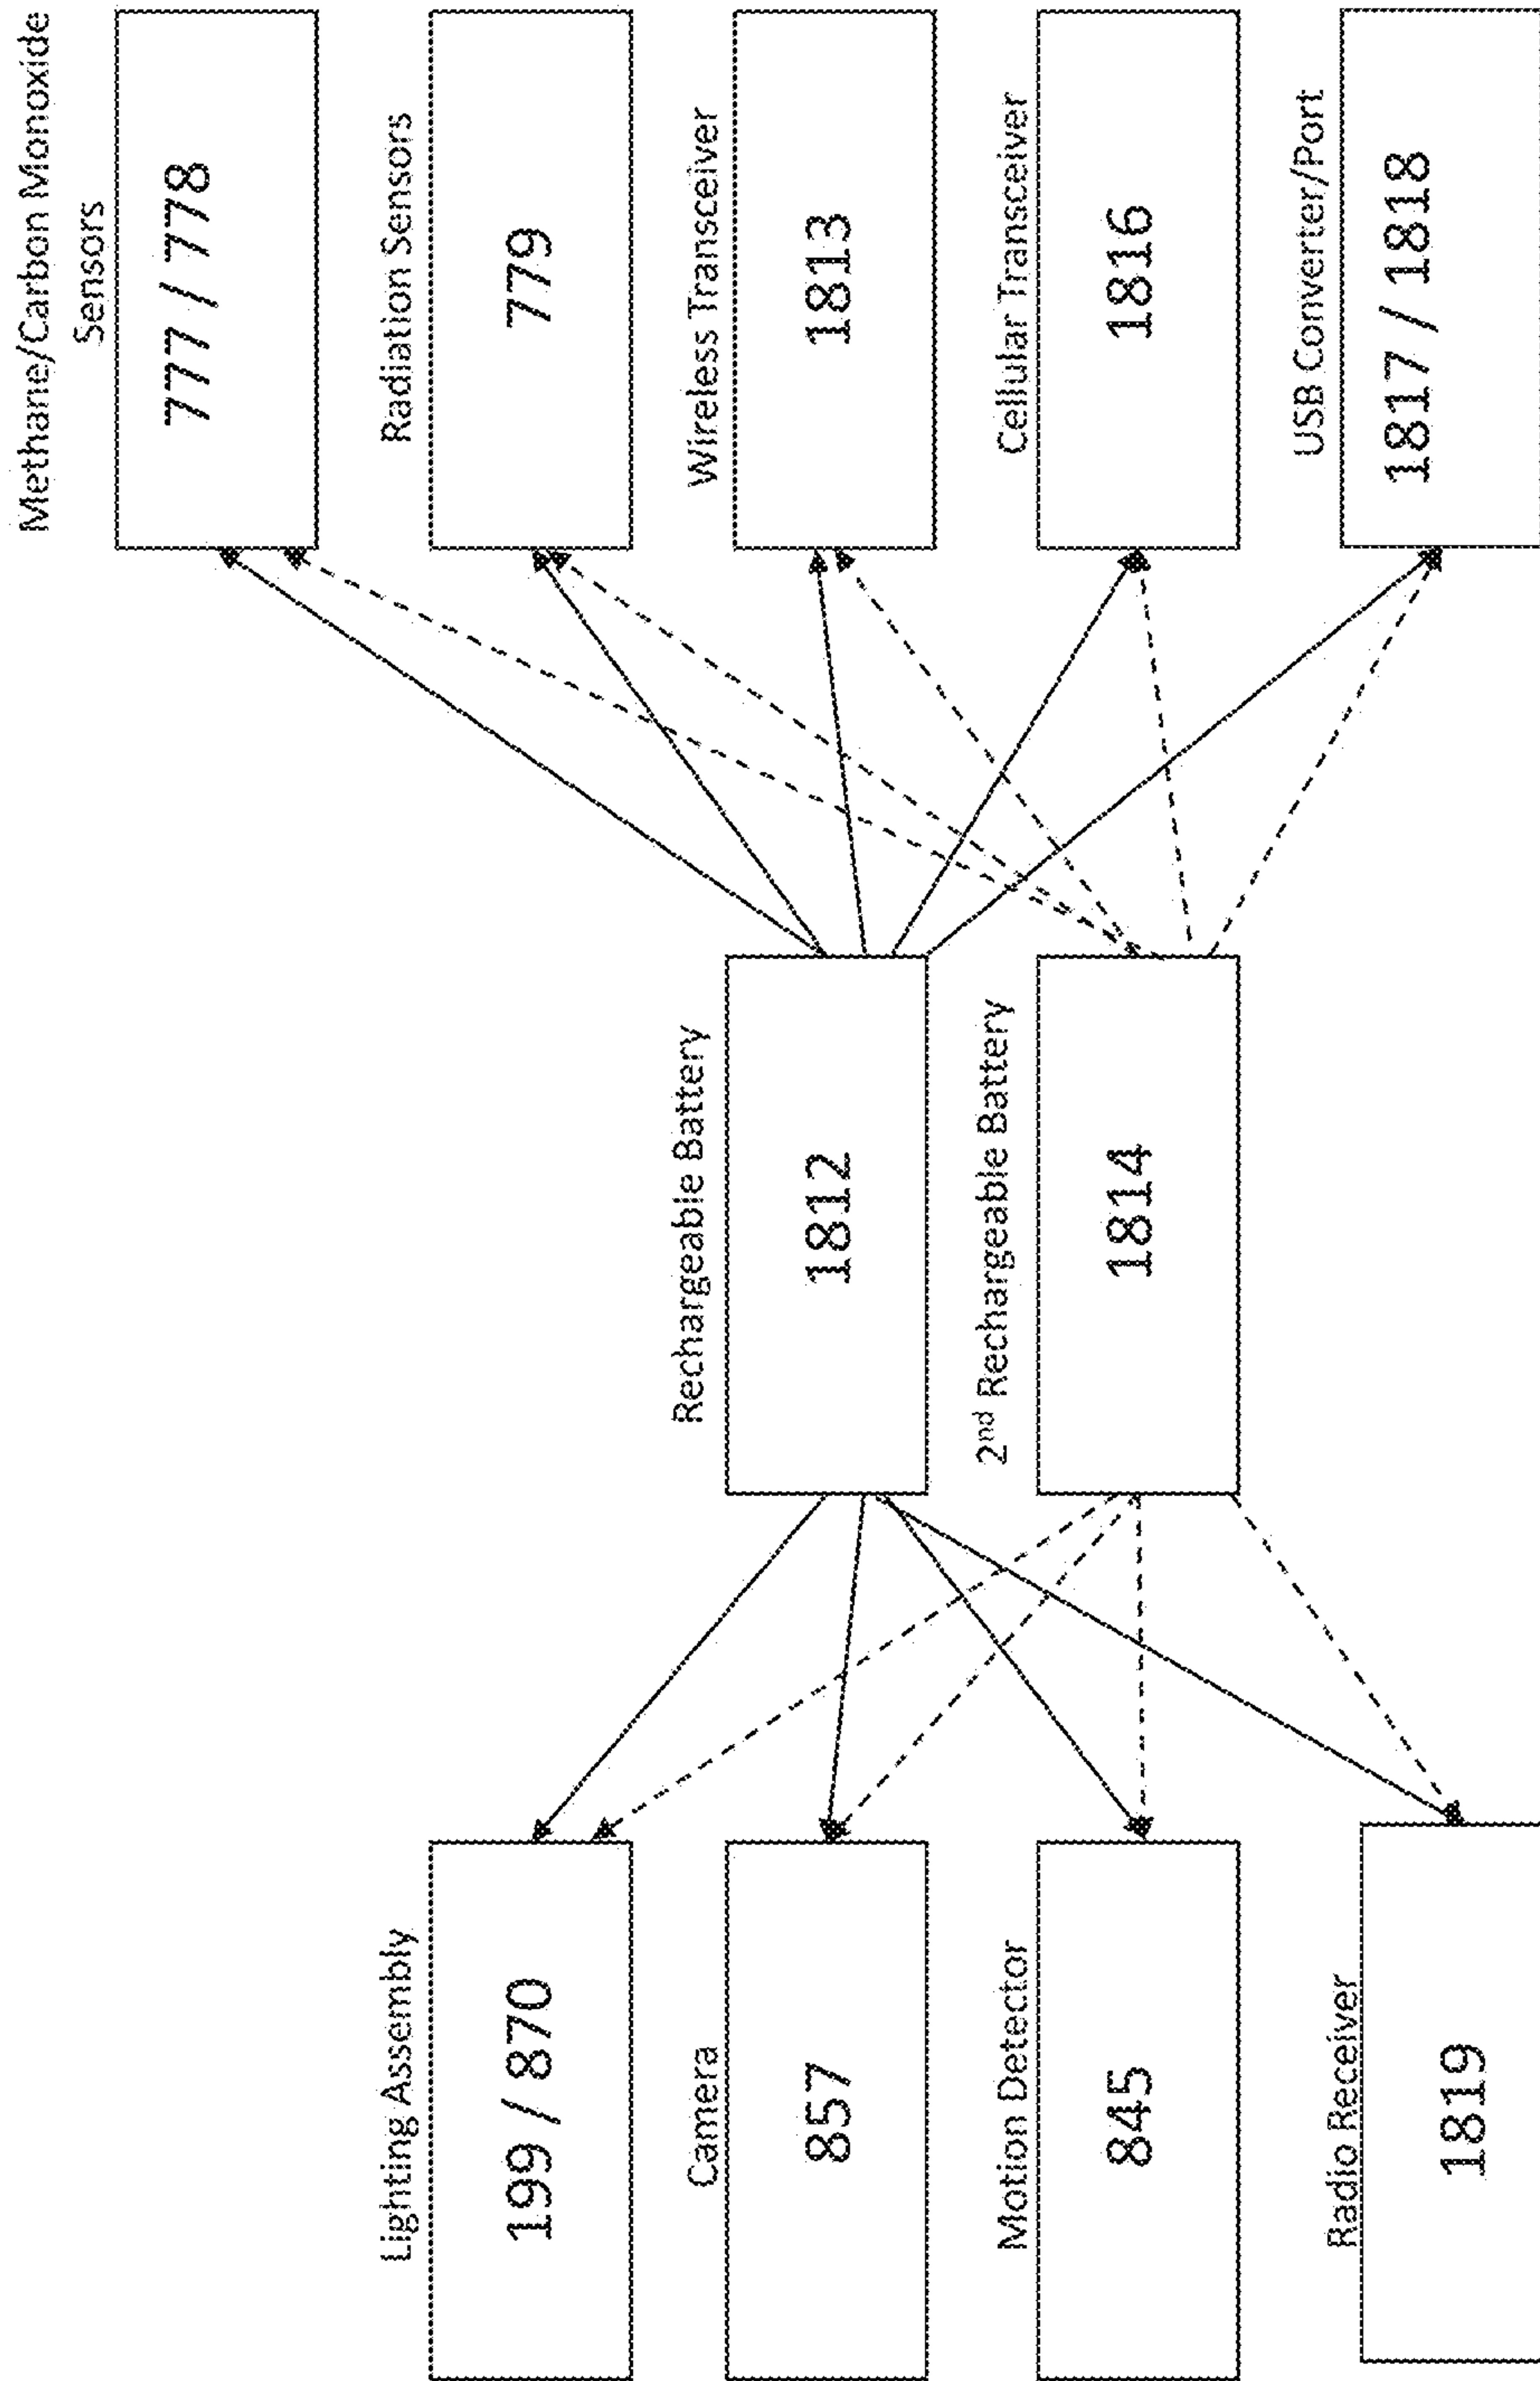 Methane/Carbon Monoxide
Sensors
777 / 778
Lighting Assembly
199 / 870
Radiation Sensors
779
Camera
857
Rechargeable Battery
1812
Wireless Transceiver
1813
Motion Detector
845
2nd Rechargeable Battery
1814
Cellular Transceiver
1816
Radio Receiver
1819
USB Converter/Port
1817 / 1818